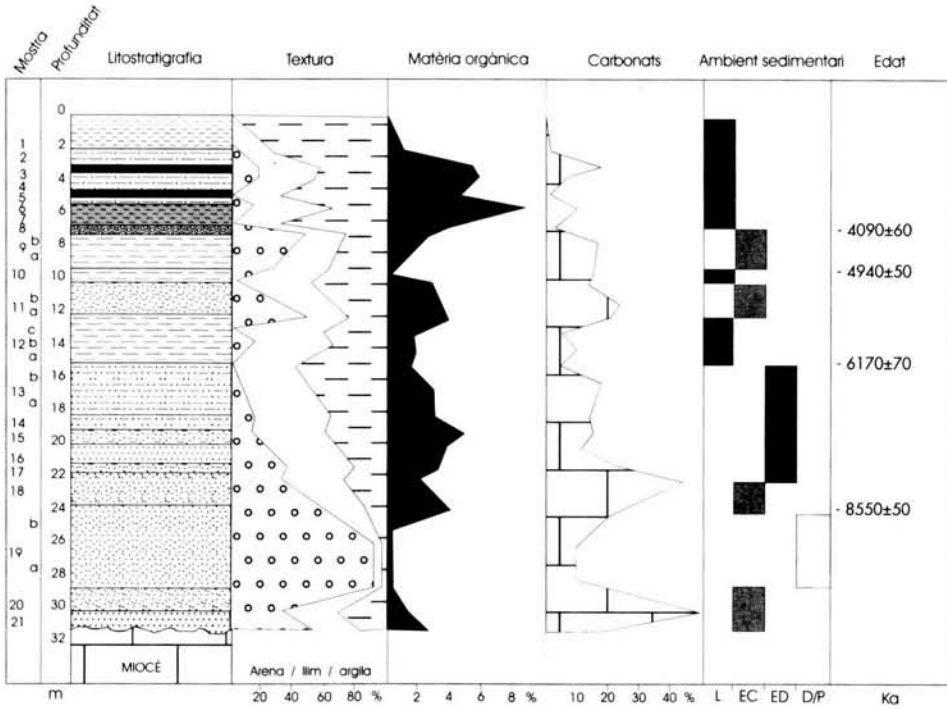 Mostra Profunditat Litostratigrafia Textura Matèria orgànica Carbonats Ambient sedimentari Edat
0
1 2
2
3 4
4
5
6 6
7
8 - 4090±60
b 8
9
a
10 10 - 4940±50
b
11 12
a
c
12 b 14
a - 6170±70
b 16
13
a 18
14
15 20
16
17 22
18
24 - 8550±50
b
26
19
a 28
20 30
21
32
MIOCÉ Arena / llim / argila
m 20 40 60 80 % 2 4 6 8 % 10 20 30 40 % L EC ED D/P Ka